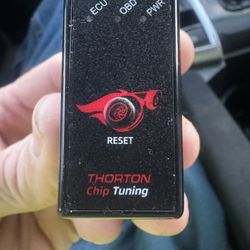 ECU OBD PWR
RESET
THORTON
Chip Tuning